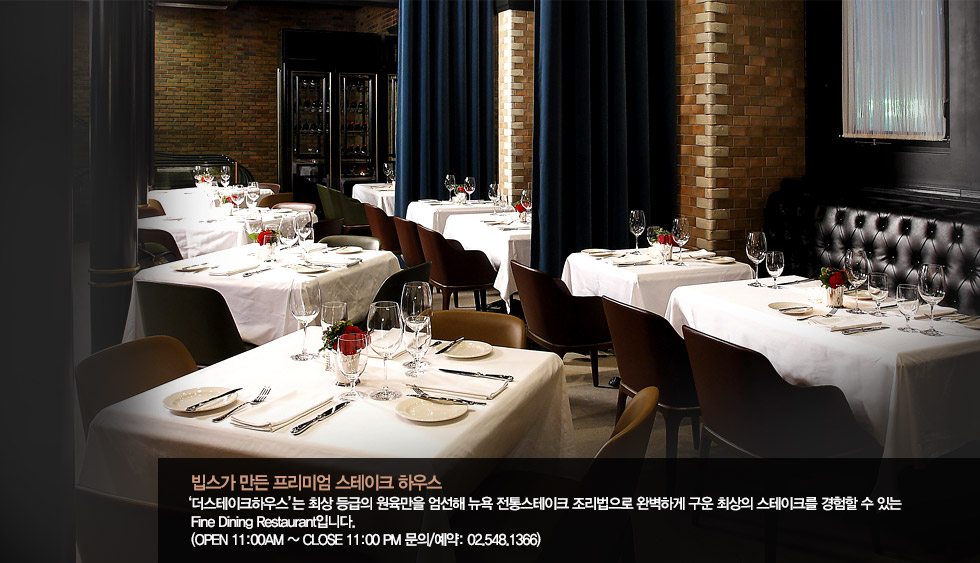 빕스가 만든 프리미엄 스테이크 하우스
‘더스테이크하우스’는 최상 등급의 원육만을 엄선해 뉴욕 전통스테이크 조리법으로 완벽하게 구운 최상의 스테이크를 경험할 수 있는
Fine Dining Restaurant입니다.
(OPEN 11:00AM ~ CLOSE 11:00 PM 문의/예약: 02.548.1366)